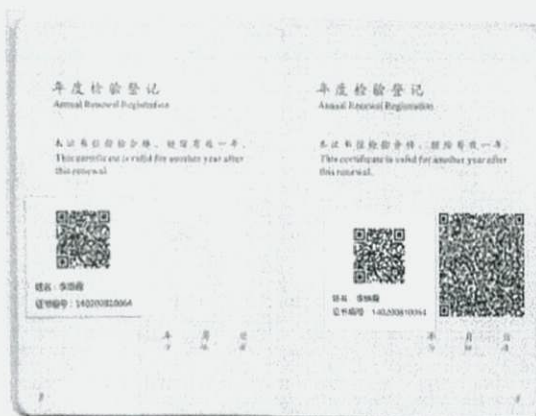 年度检验登记
Annual Renewal Registration
本证书经检验合格，继续有效一年。
This certificate is valid for another year after
this renewal.
姓名：李
证书编号：140200810064
年 月 日
年度检验登记
Annual Renewal Registration
本证书经检验合格，继续有效一年。
This certificate is valid for another year after
this renewal.
姓名：李
证书编号：140200810064
年 月 日